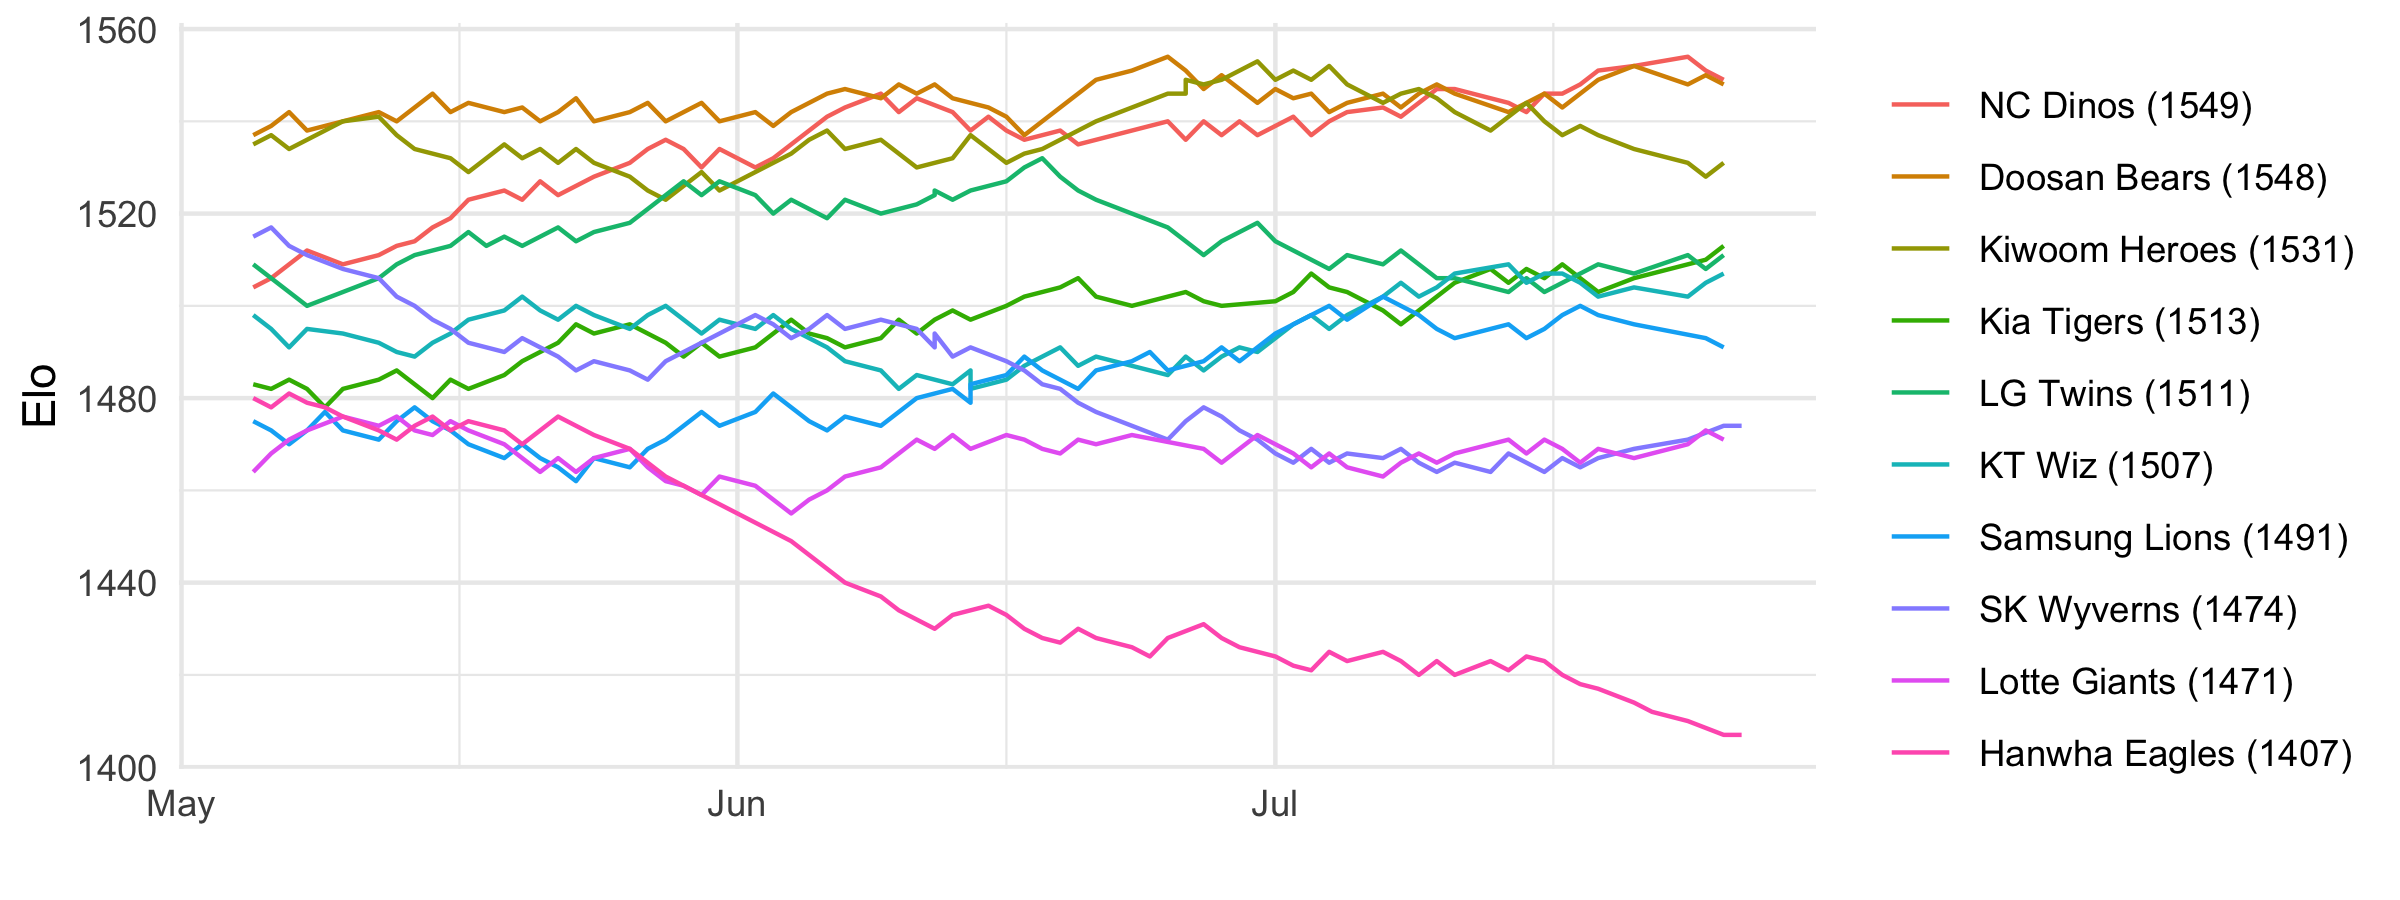 1560
1520
1480
1440
1400
Elo
May Jun Jul
NC Dinos (1549)
Doosan Bears (1548)
Kiwoom Heroes (1531)
Kia Tigers (1513)
LG Twins (1511)
KT Wiz (1507)
Samsung Lions (1491)
SK Wyverns (1474)
Lotte Giants (1471)
Hanwha Eagles (1407)